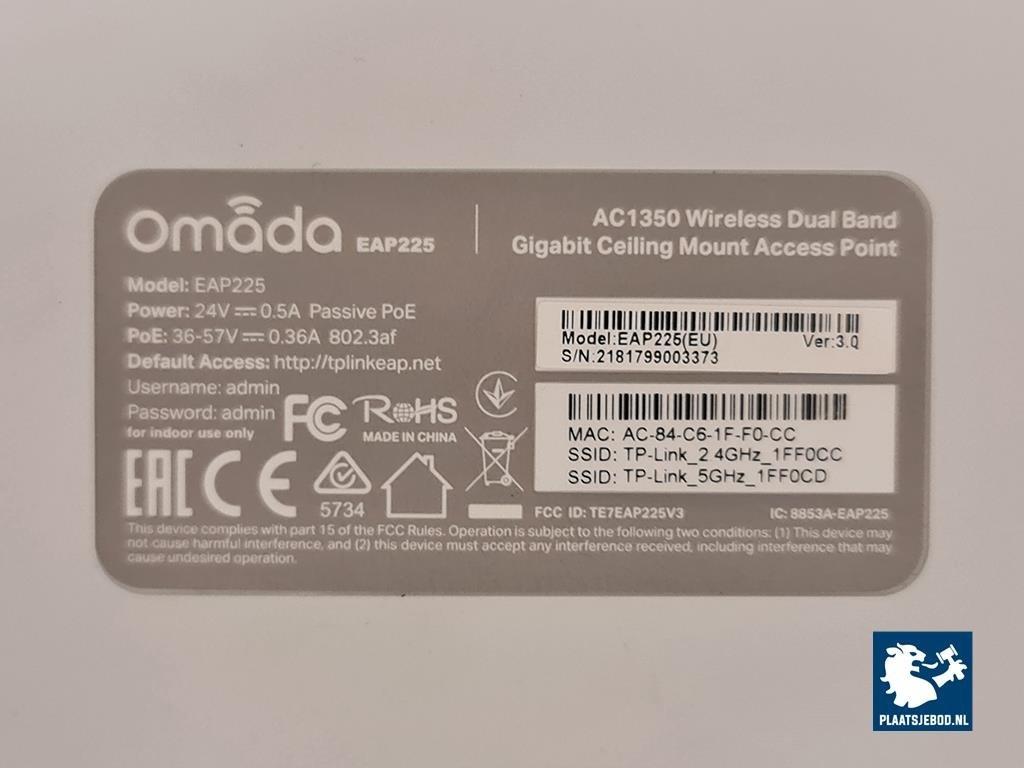 omada EAP225
AC1350 Wireless Dual Band
Gigabit Ceiling Mount Access Point
Model: EAP225
Power: 24V⎓0.5A Passive PoE
PoE: 36-57V⎓0.36A 802.3af
Default Access: http://tplinkeap.net
Username: admin
Password: admin
for indoor use only
FC RoHS
MADE IN CHINA
EAC CE
5734
Model:EAP225(EU) Ver:3.0
S/N:2181799003373
MAC: AC-84-C6-1F-F0-CC
SSID: TP-Link_2.4GHz_1FF0CC
SSID: TP-Link_5GHz_1FF0CD
FCC ID: TE7EAP225V3 IC: 8853A-EAP225
This device complies with part 15 of the FCC Rules. Operation is subject to the following two conditions: (1) This device may
not cause harmful interference, and (2) this device must accept any interference received, including interference that may
cause undesired operation.
PLAATSJEBOD.NL